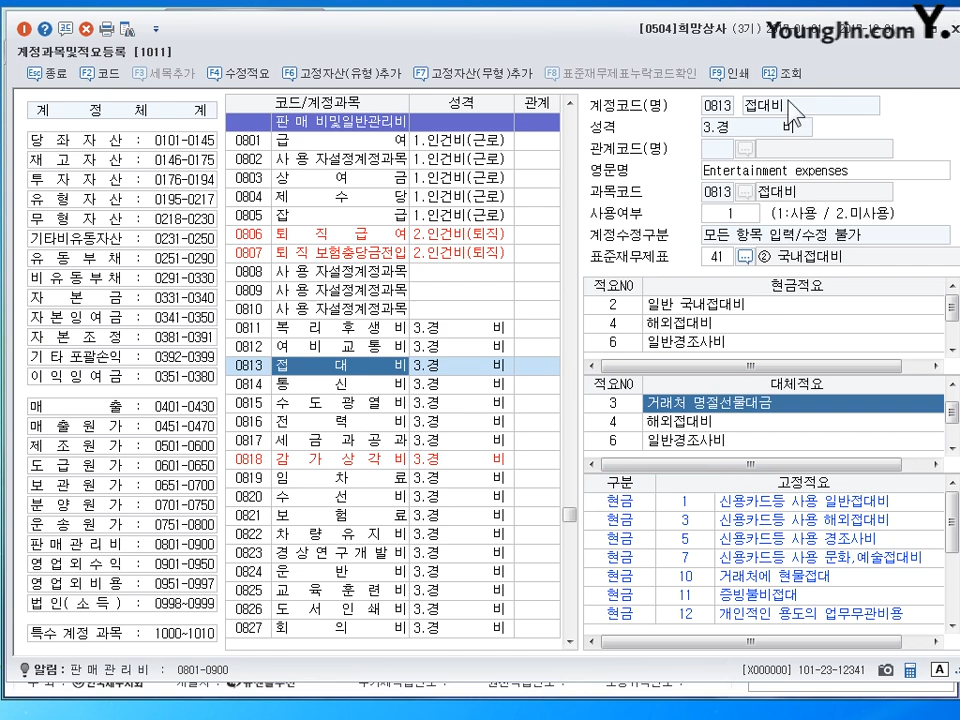 [0504]희망상사 (3기)
YoungJin.com Y.
계정과목및적요등록 [1011]
Esc 종료 F2 코드 F3 세목추가 F4 수정적요 F6 고정자산(유형)추가 F7 고정자산(무형)추가 F8 표준재무제표누락코드확인 F9 인쇄 F12 조회
계 정 체 계
당 좌 자 산 : 0101-0145
재 고 자 산 : 0146-0175
투 자 자 산 : 0176-0194
유 형 자 산 : 0195-0217
무 형 자 산 : 0218-0230
기타비유동자산 : 0231-0250
유 동 부 채 : 0251-0290
비 유 동 부 채 : 0291-0330
자 본 금 : 0331-0340
자 본 잉 여 금 : 0341-0350
자 본 조 정 : 0381-0391
기 타 포괄손익 : 0392-0399
이 익 잉 여 금 : 0351-0380
매 출 : 0401-0430
매 출 원 가 : 0451-0470
제 조 원 가 : 0501-0600
도 급 원 가 : 0601-0650
보 관 원 가 : 0651-0700
분 양 원 가 : 0701-0750
운 송 원 가 : 0751-0800
판 매 관 리 비 : 0801-0900
영 업 외 수 익 : 0901-0950
영 업 외 비 용 : 0951-0997
법 인( 소 득 ) : 0998-0999
특수 계정 과목 : 1000~1010
코드/계정과목 성격 관계
판 매 비및일반관리비
0801 급 여 1.인건비(근로)
0802 사 용 자설정계정과목 1.인건비(근로)
0803 상 여 금 1.인건비(근로)
0804 제 수 당 1.인건비(근로)
0805 잡 급 1.인건비(근로)
0806 퇴 직 급 여 2.인건비(퇴직)
0807 퇴 직 보험충당금전입 2.인건비(퇴직)
0808 사 용 자설정계정과목
0809 사 용 자설정계정과목
0810 사 용 자설정계정과목
0811 복 리 후 생 비 3.경 비
0812 여 비 교 통 비 3.경 비
0813 접 대 비 3.경 비
0814 통 신 비 3.경 비
0815 수 도 광 열 비 3.경 비
0816 전 력 비 3.경 비
0817 세 금 과 공 과 3.경 비
0818 감 가 상 각 비 3.경 비
0819 임 차 료 3.경 비
0820 수 선 비 3.경 비
0821 보 험 료 3.경 비
0822 차 량 유 지 비 3.경 비
0823 경 상 연 구 개 발 비 3.경 비
0824 운 반 비 3.경 비
0825 교 육 훈 련 비 3.경 비
0826 도 서 인 쇄 비 3.경 비
0827 회 의 비 3.경 비
계정코드(명) 0813 접대비
성격 3.경 비
관계코드(명)
영문명 Entertainment expenses
과목코드 0813 접대비
사용여부 1 (1:사용 / 2.미사용)
계정수정구분 모든 항목 입력/수정 불가
표준재무제표 41 ② 국내접대비
적요NO 현금적요
2 일반 국내접대비
4 해외접대비
6 일반경조사비
적요NO 대체적요
3 거래처 명절선물대금
4 해외접대비
6 일반경조사비
구분 고정적요
현금 1 신용카드등 사용 일반접대비
현금 3 신용카드등 사용 해외접대비
현금 5 신용카드등 사용 경조사비
현금 7 신용카드등 사용 문화,예술접대비
현금 10 거래처에 현물접대
현금 11 증빙불비접대
현금 12 개인적인 용도의 업무무관비용
알림 : 판 매 관 리 비 : 0801-0900
[X000000] 101-23-12341 A